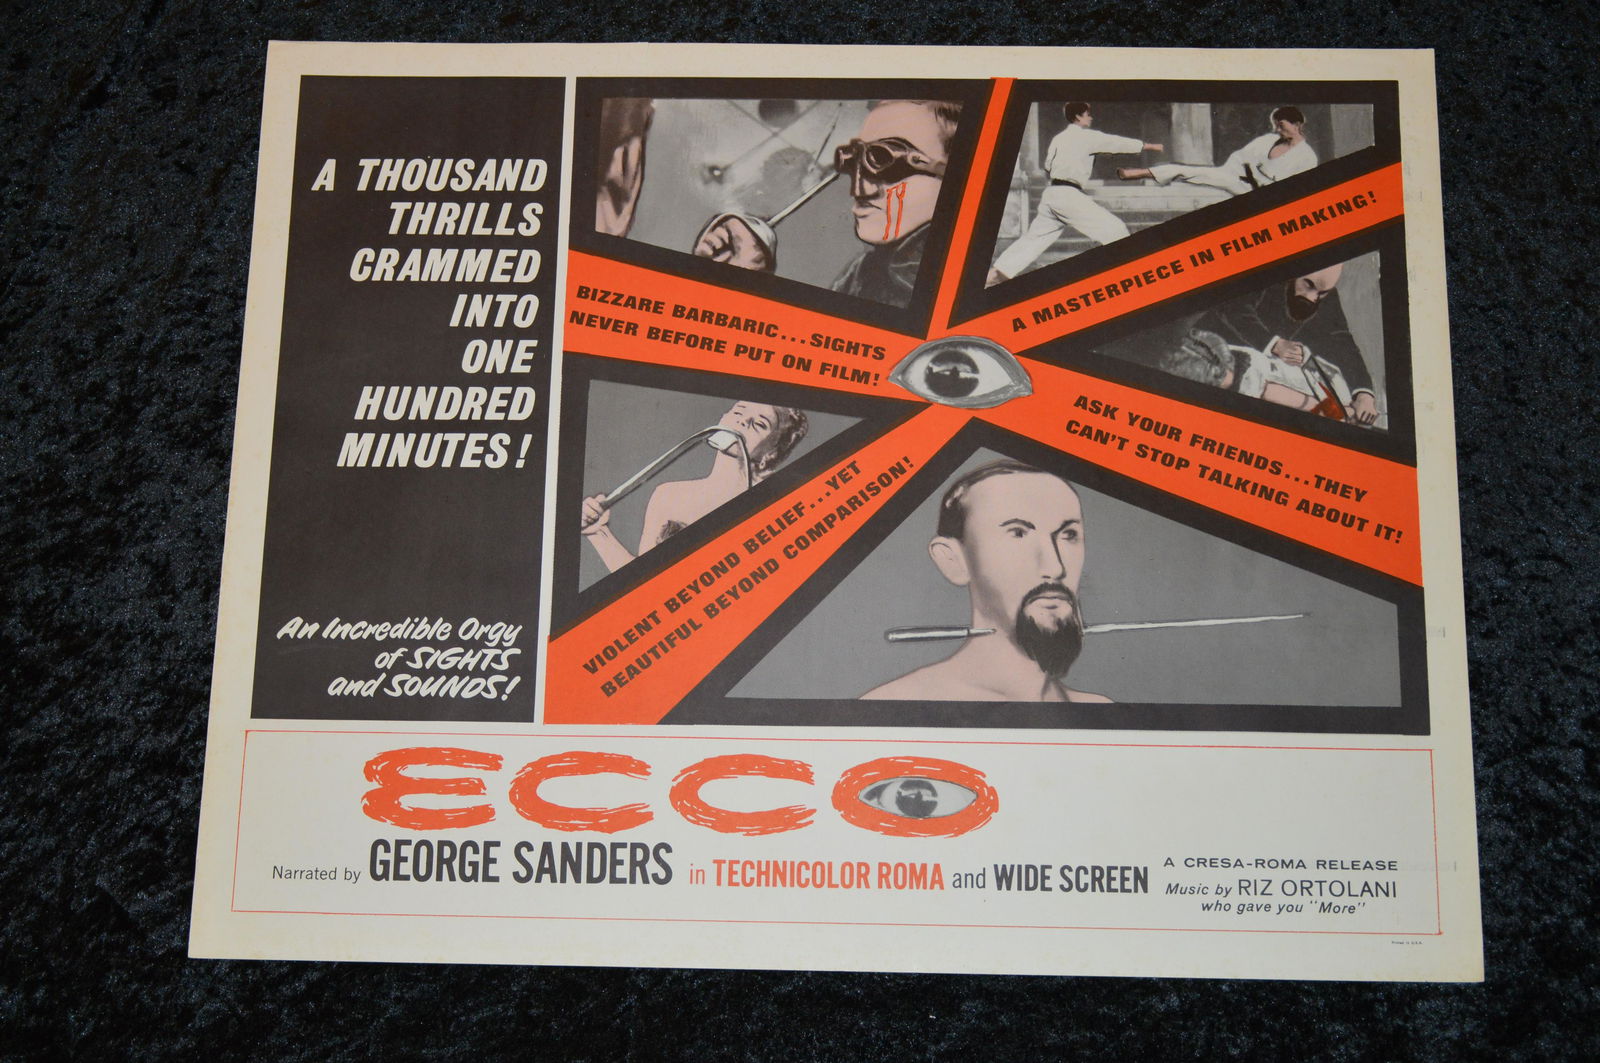 A THOUSAND
THRILLS
CRAMMED
INTO
ONE
HUNDRED
MINUTES!
An Incredible Orgy
of SIGHTS
and SOUNDS!
BIZZARE BARBARIC...SIGHTS
NEVER BEFORE PUT ON FILM!
A MASTERPIECE IN FILM MAKING!
ASK YOUR FRIENDS...THEY
CAN'T STOP TALKING ABOUT IT!
VIOLENT BEYOND BELIEF...YET
BEAUTIFUL BEYOND COMPARISON!
ECCO
Narrated by GEORGE SANDERS in TECHNICOLOR ROMA and WIDE SCREEN
A CRESA-ROMA RELEASE
Music by RIZ ORTOLANI
who gave you "More"
Printed in U.S.A.